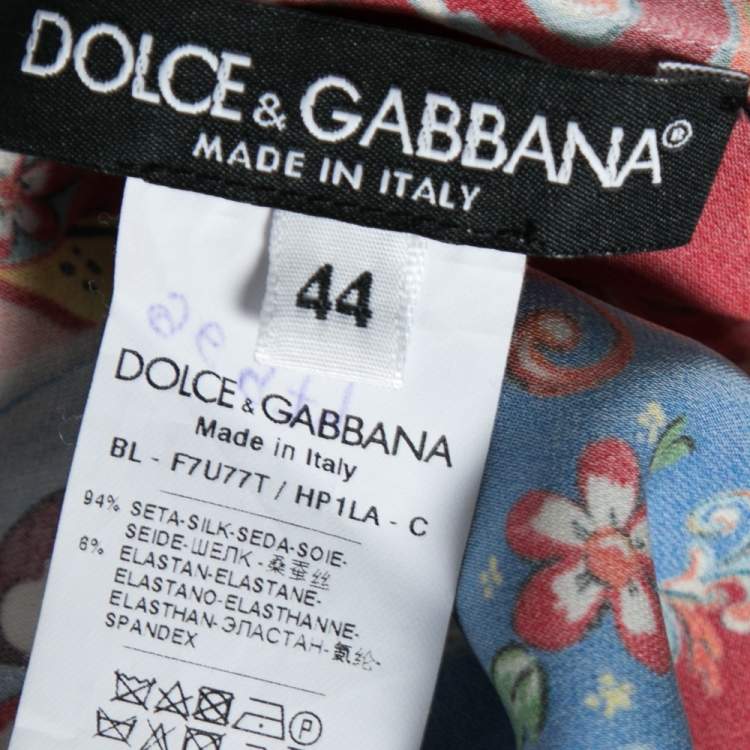 DOLCE & GABBANA®
MADE IN ITALY
44
DOLCE & GABBANA
Made in Italy
BL - F7U77T / HP1LA - C
94% SETA-SILK-SEDA-SOIE-
SEIDE-ШЕЛК-桑蚕丝
6% ELASTAN-ELASTANE-
ELASTANO-ELASTHANNE-
ELASTHAN-ЭЛАСТАН-氨纶-
SPANDEX
P